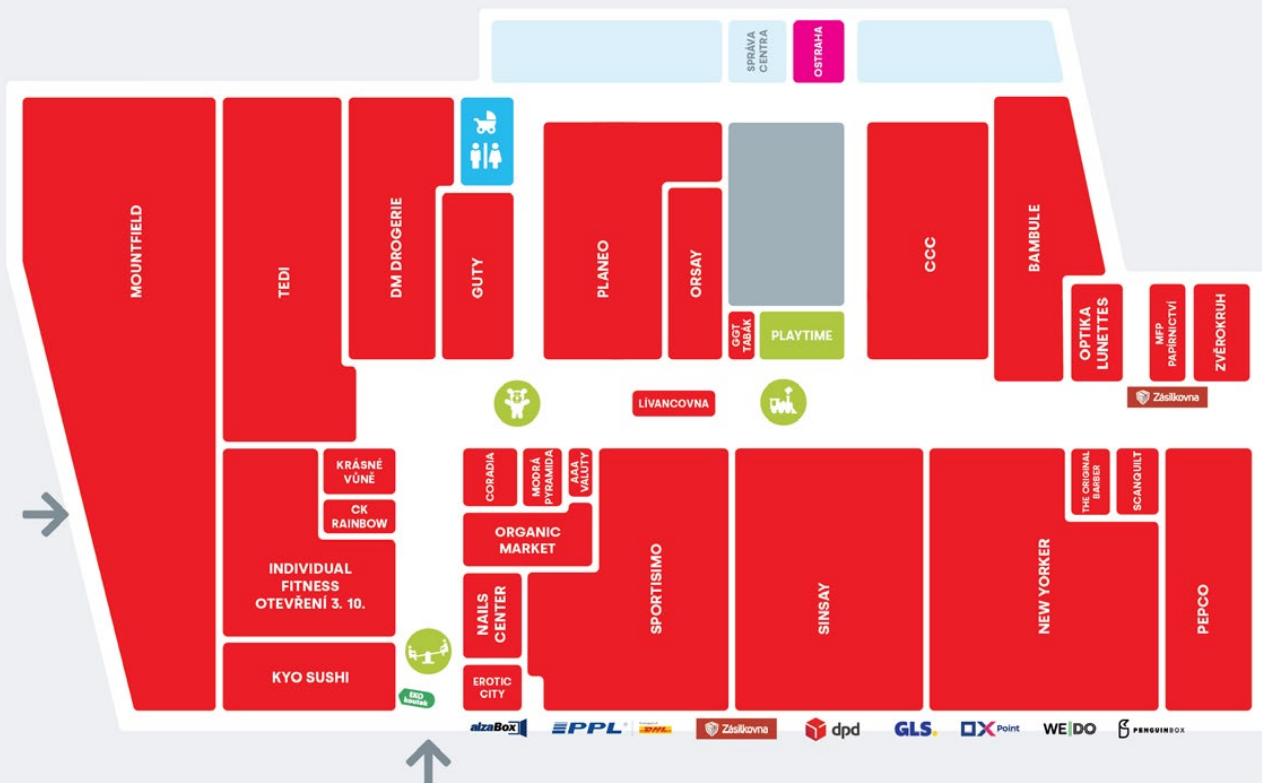 SPRÁVA
CENTRA
OSTRAHA
MOUNTFIELD
TEDI
DM DROGERIE
GUTY
PLANEO
ORSAY
GGT
TABÁK
PLAYTIME
CCC
BAMBULE
OPTIKA
LUNETTES
MFP
PAPÍRNICTVÍ
ZVĚROKRUH
Zásilkovna
LÍVANCOVNA
KRÁSNÉ
VŮNĚ
CK
RAINBOW
INDIVIDUAL
FITNESS
OTEVŘENÍ 3. 10.
KYO SUSHI
EKO
koutek
CORADIA
MODRÁ
PYRAMIDA
AAA
VALUTY
ORGANIC
MARKET
NAILS
CENTER
EROTIC
CITY
SPORTISIMO
SINSAY
NEW YORKER
THE ORIGINAL
BARBER
SCANQUILT
PEPCO
alzaBox
PPL
DHL
Zásilkovna
dpd
GLS.
OX Point
WE|DO
PENGUINBOX